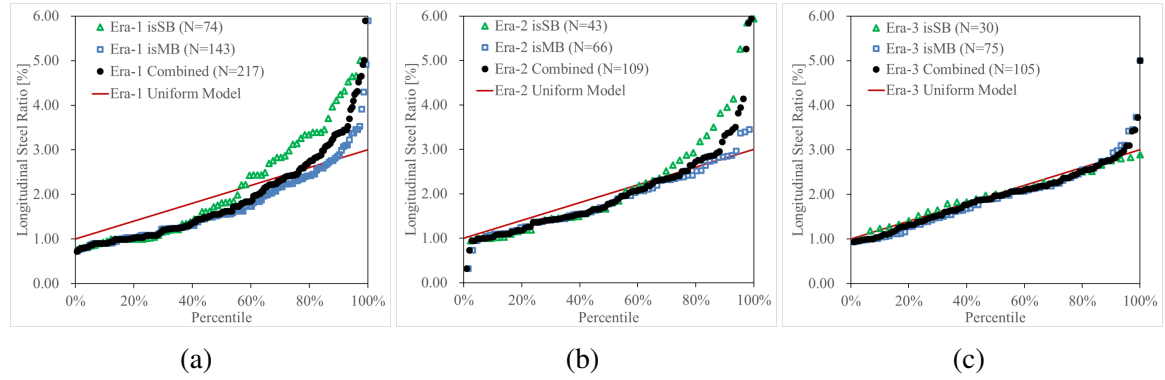 Longitudinal Steel Ratio [%]
6.00
5.00
4.00
3.00
2.00
1.00
0.00
Era-1 isSB (N=74)
Era-1 isMB (N=143)
Era-1 Combined (N=217)
Era-1 Uniform Model
0% 20% 40% 60% 80% 100%
Percentile
(a)
Longitudinal Steel Ratio [%]
6.00
5.00
4.00
3.00
2.00
1.00
0.00
Era-2 isSB (N=43)
Era-2 isMB (N=66)
Era-2 Combined (N=109)
Era-2 Uniform Model
0% 20% 40% 60% 80% 100%
Percentile
(b)
Longitudinal Steel Ratio [%]
6.00
5.00
4.00
3.00
2.00
1.00
0.00
Era-3 isSB (N=30)
Era-3 isMB (N=75)
Era-3 Combined (N=105)
Era-3 Uniform Model
0% 20% 40% 60% 80% 100%
Percentile
(c)